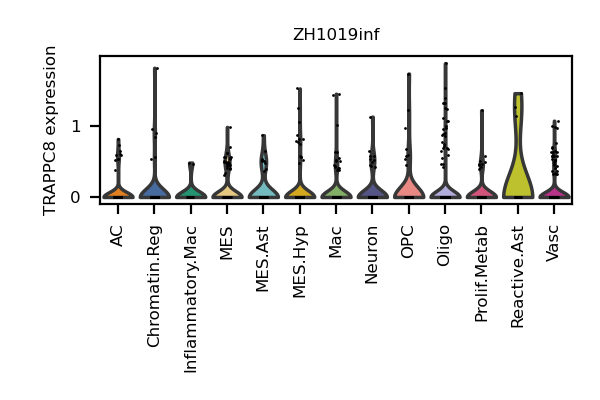 ZH1019inf
TRAPPC8 expression
1
0
AC
Chromatin.Reg
Inflammatory.Mac
MES
MES.Ast
MES.Hyp
Mac
Neuron
OPC
Oligo
Prolif.Metab
Reactive.Ast
Vasc